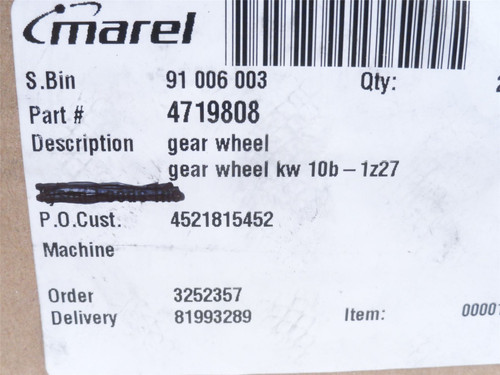 marel
S.Bin 91 006 003 Qty:
Part # 4719808
Description gear wheel
gear wheel kw 10b – 1z27
P.O.Cust. 4521815452
Machine
Order 3252357
Delivery 81993289 Item: 00001